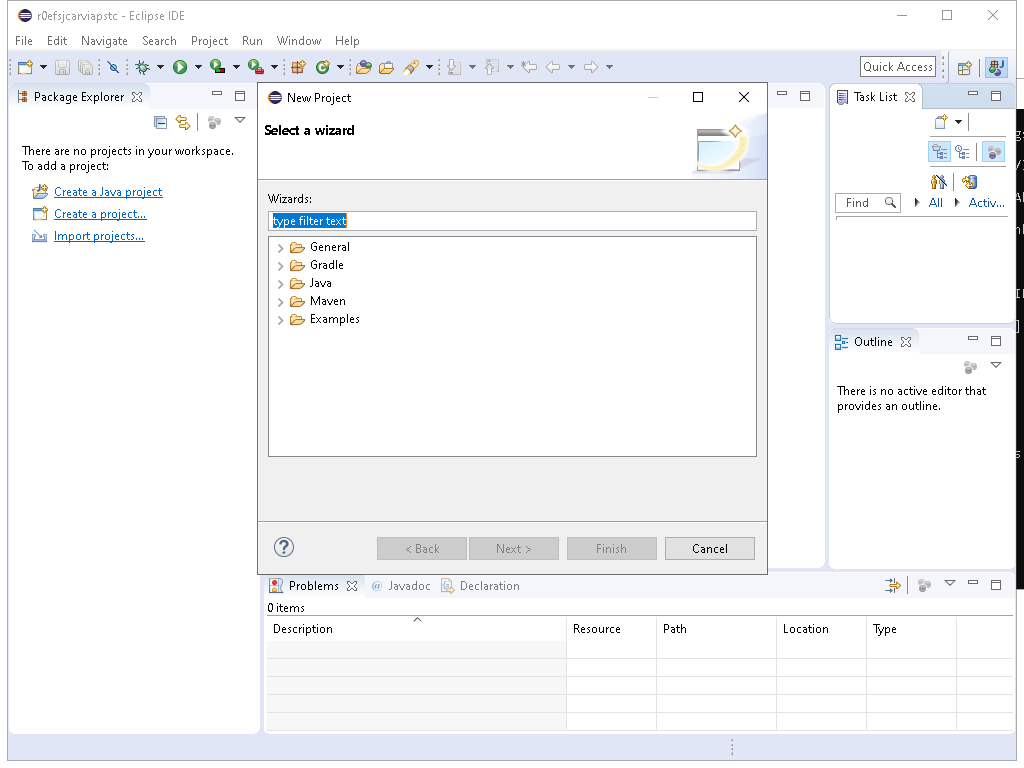 r0efsjcarviapstc - Eclipse IDE
File Edit Navigate Search Project Run Window Help
Quick Access
Package Explorer
There are no projects in your workspace.
To add a project:
Create a Java project
Create a project...
Import projects...
New Project
Select a wizard
Wizards:
type filter text
General
Gradle
Java
Maven
Examples
< Back Next > Finish Cancel
Task List
Find All Activ...
Outline
There is no active editor that
provides an outline.
Problems @ Javadoc Declaration
0 items
Description Resource Path Location Type